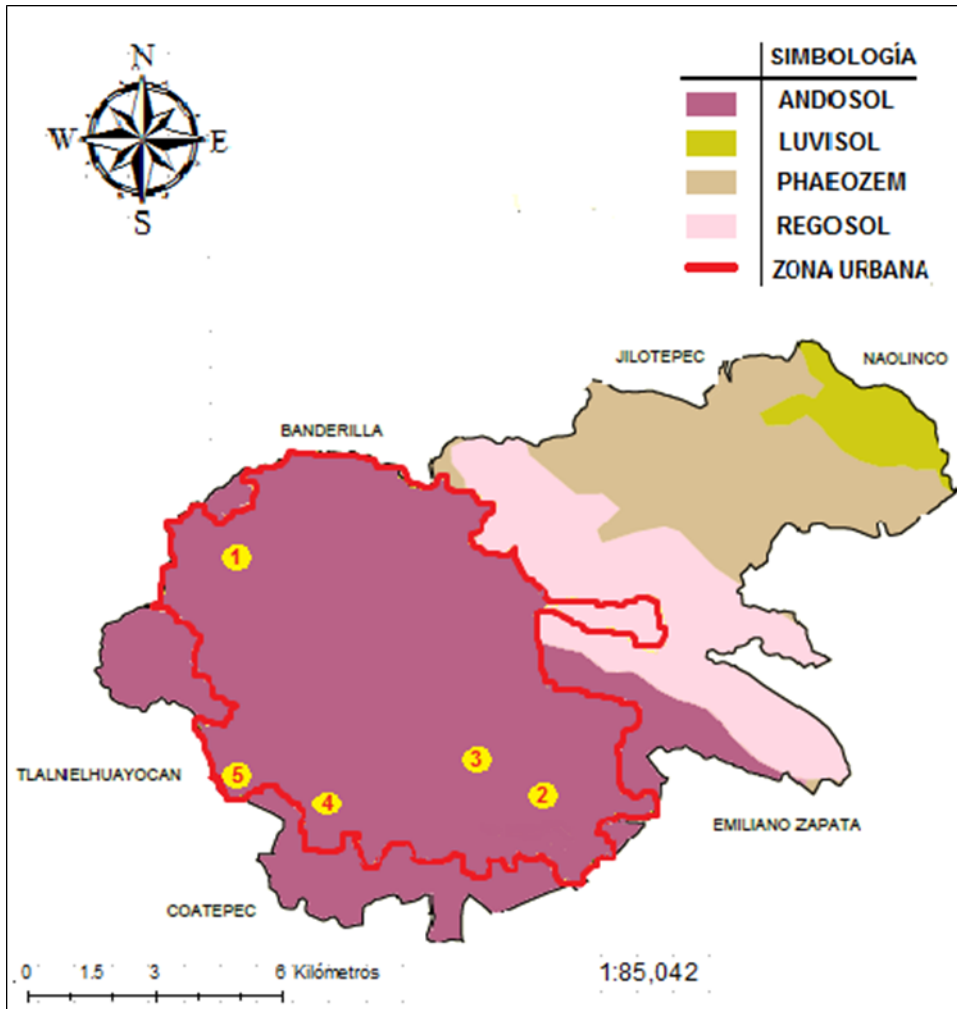 N
W E
S
SIMBOLOGÍA
ANDOSOL
LUVISOL
PHAEOZEM
REGOSOL
ZONA URBANA
JILOTEPEC
NAOLINCO
BANDERILLA
1
3
2
5
4
TLALNIELHUAYOCAN
EMILIANO ZAPATA
COATEPEC
0 1.5 3 6 Kilómetros
1:85,042